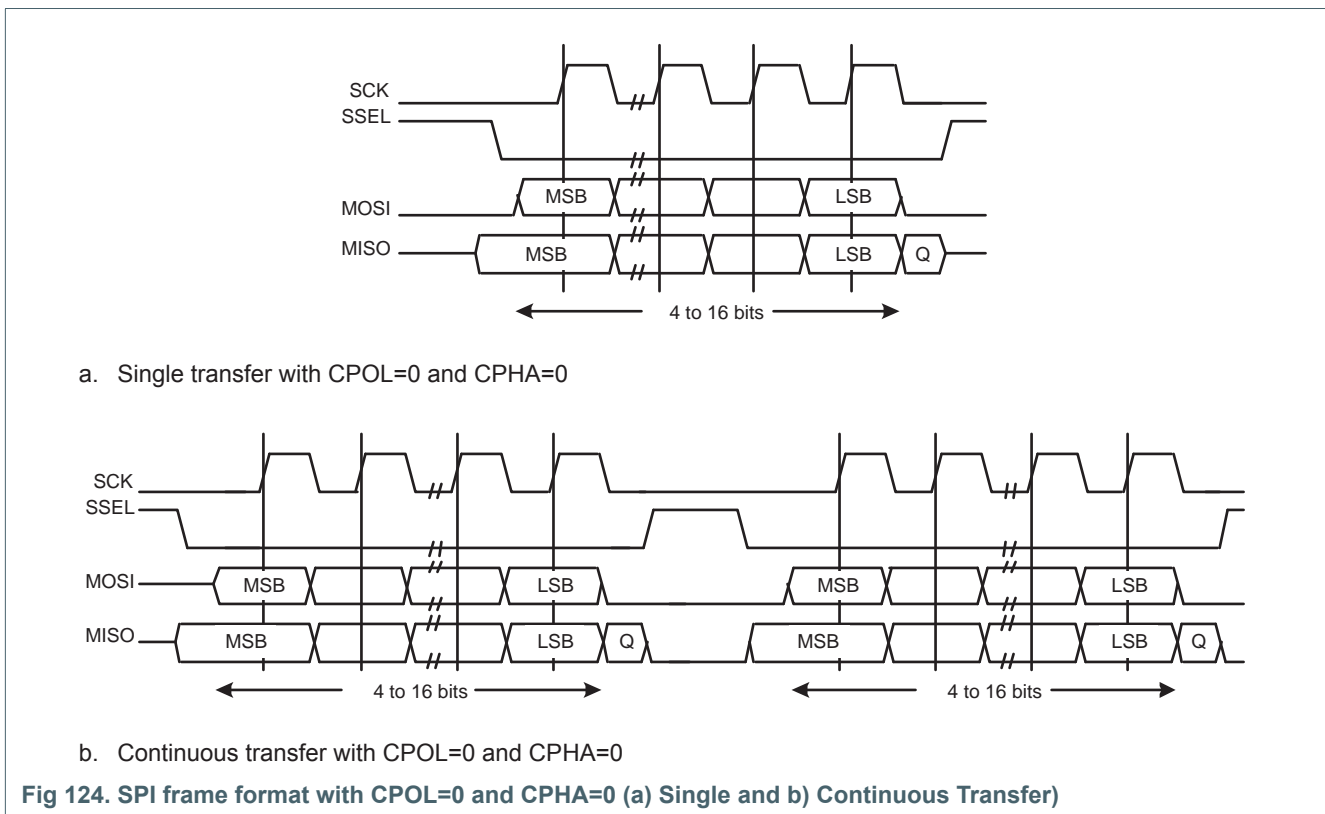 SCK
SSEL
MOSI MSB LSB
MISO MSB LSB Q
4 to 16 bits
a. Single transfer with CPOL=0 and CPHA=0
SCK
SSEL
MOSI MSB LSB MSB LSB
MISO MSB LSB Q MSB LSB Q
4 to 16 bits 4 to 16 bits
b. Continuous transfer with CPOL=0 and CPHA=0
Fig 124. SPI frame format with CPOL=0 and CPHA=0 (a) Single and b) Continuous Transfer)